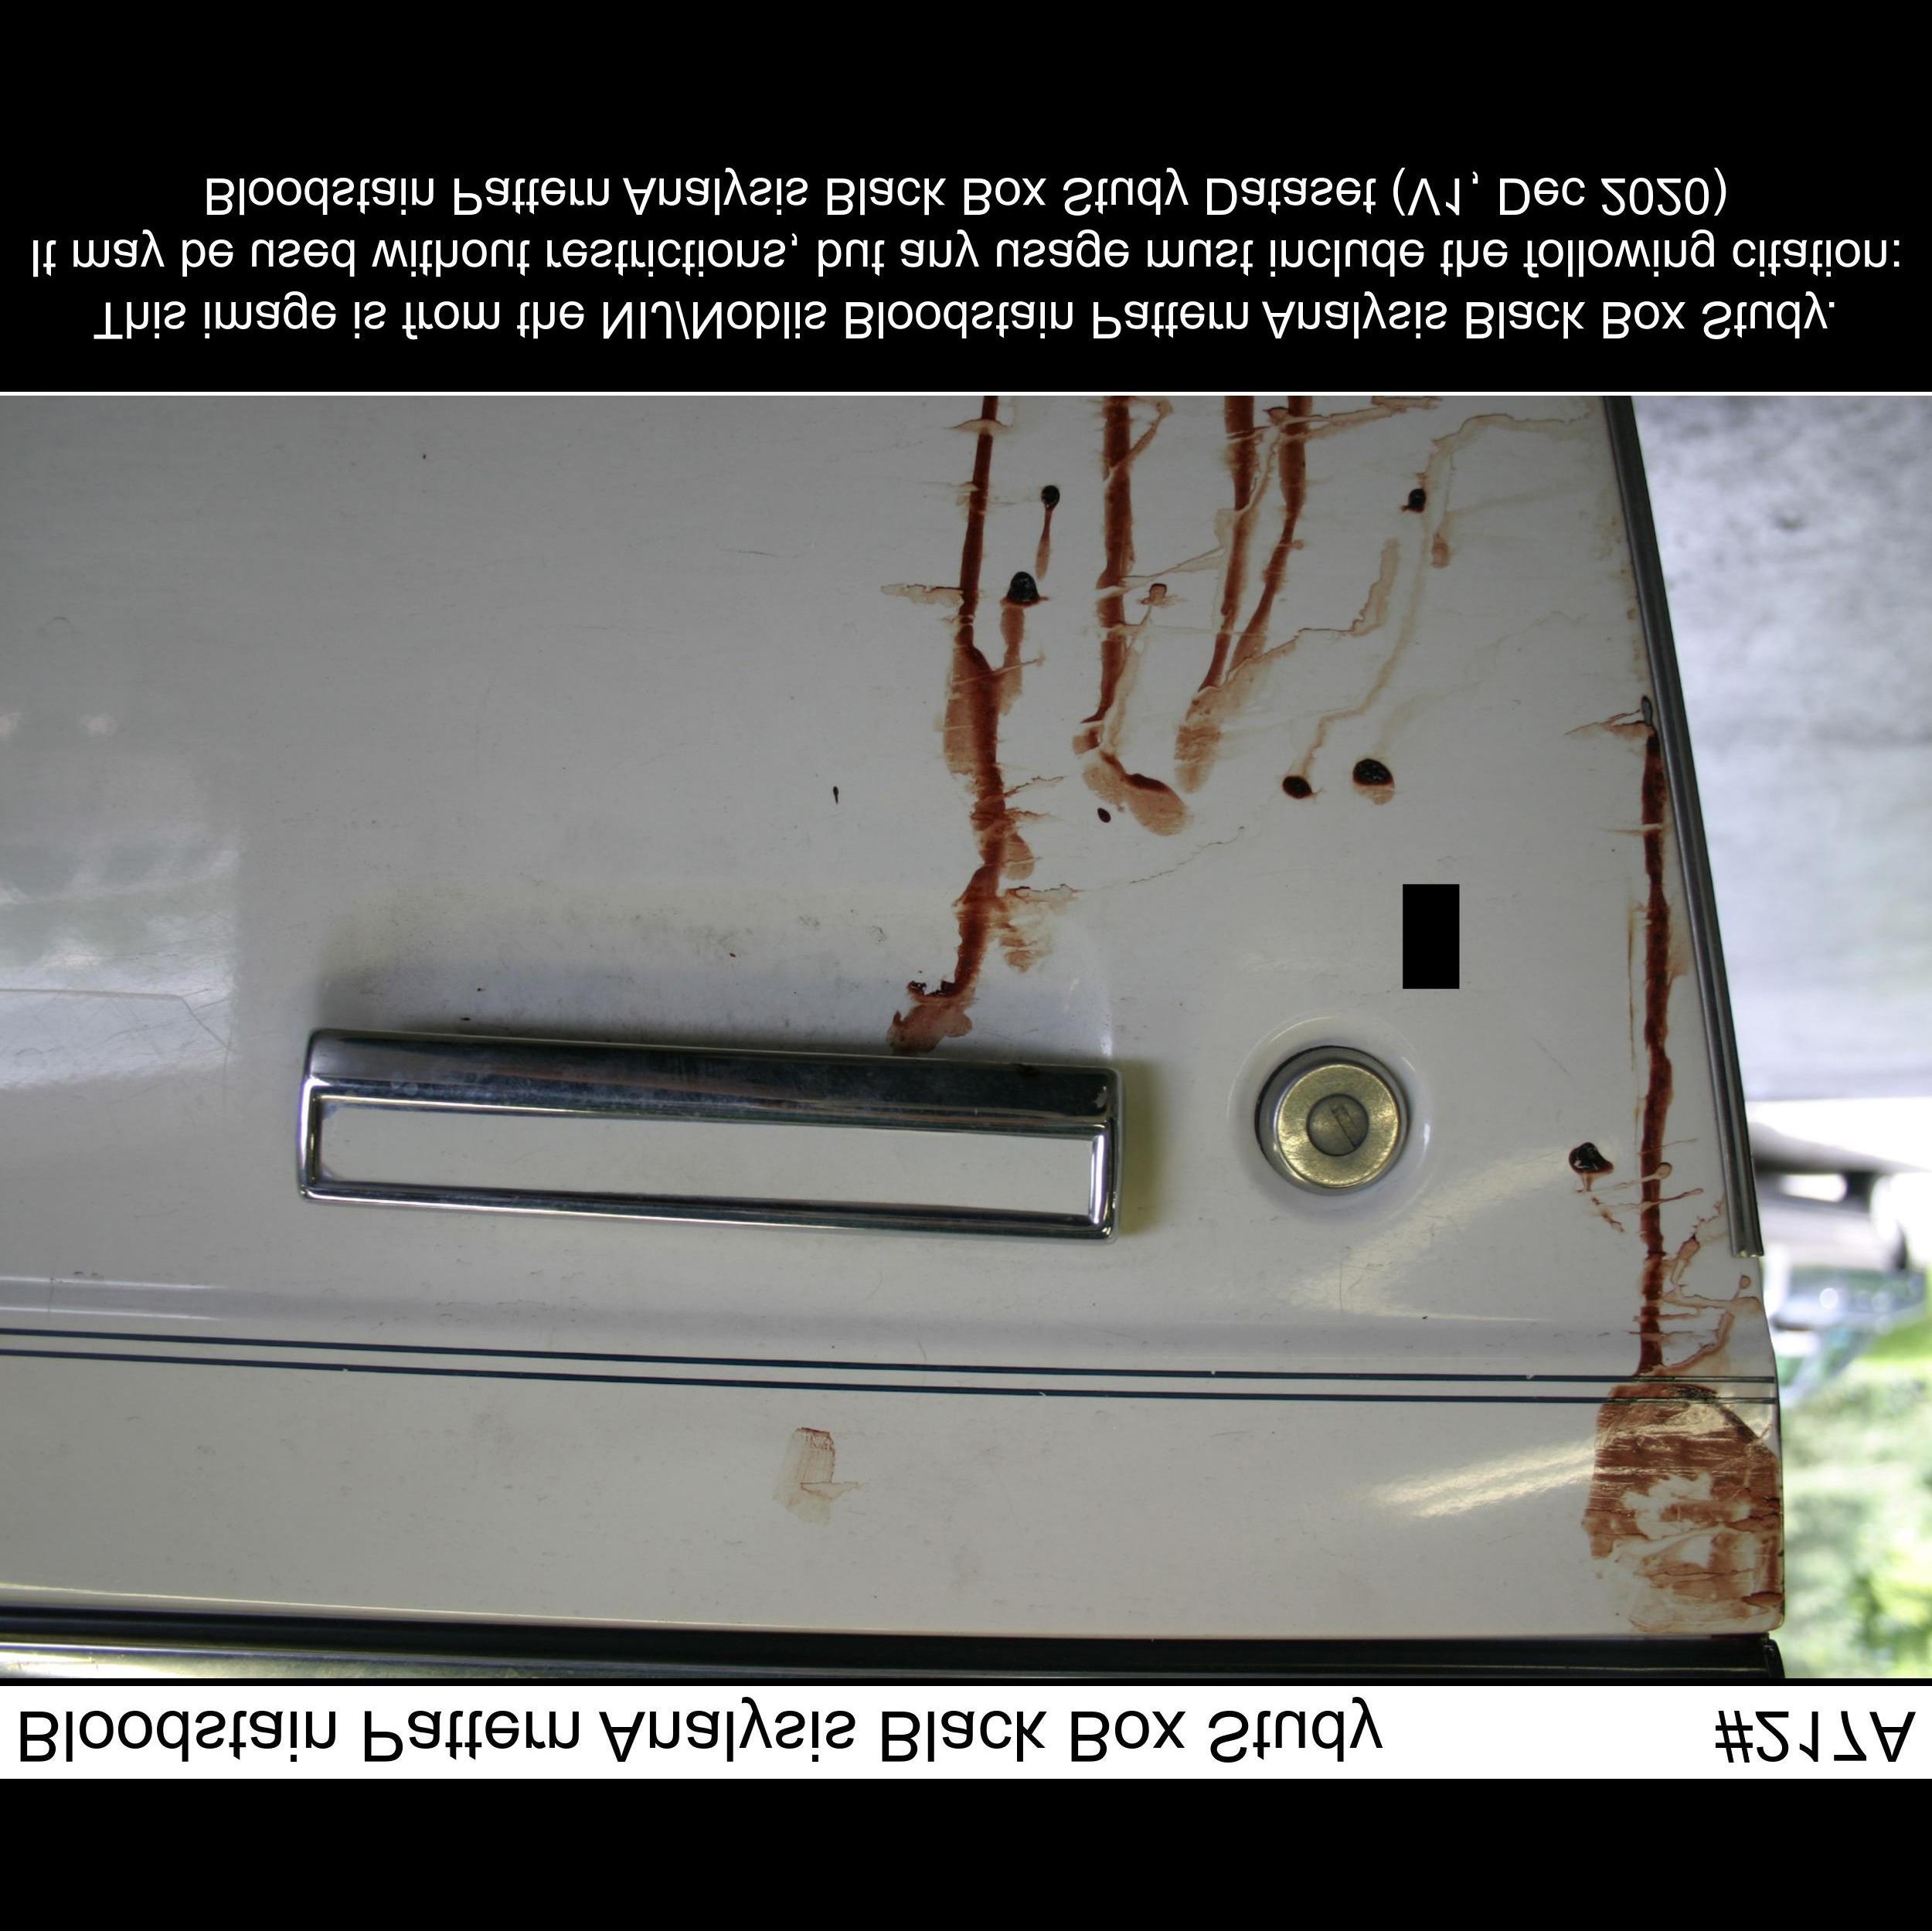 Bloodstain Pattern Analysis Black Box Study #217A
This image is from the NIJ/Noblis Bloodstain Pattern Analysis Black Box Study.
It may be used without restrictions, but any usage must include the following citation:
Bloodstain Pattern Analysis Black Box Study Dataset (V1, Dec 2020)